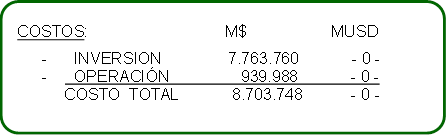 COSTOS: M$ MUSD
- INVERSION 7.763.760 - 0 -
- OPERACIÓN 939.988 - 0 -
COSTO TOTAL 8.703.748 - 0 -